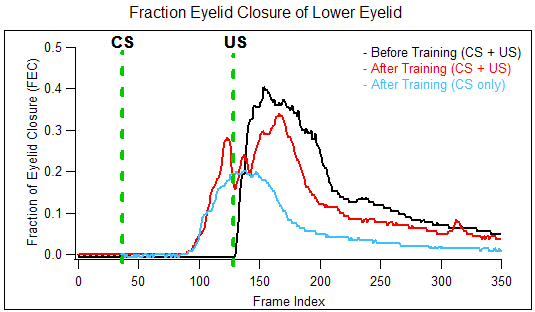 Fraction Eyelid Closure of Lower Eyelid
CS
US
- Before Training (CS + US)
- After Training (CS + US)
- After Training (CS only)
Fraction of Eyelid Closure (FEC)
0.5
0.4
0.3
0.2
0.1
0.0
0
50
100
150
200
250
300
350
Frame Index